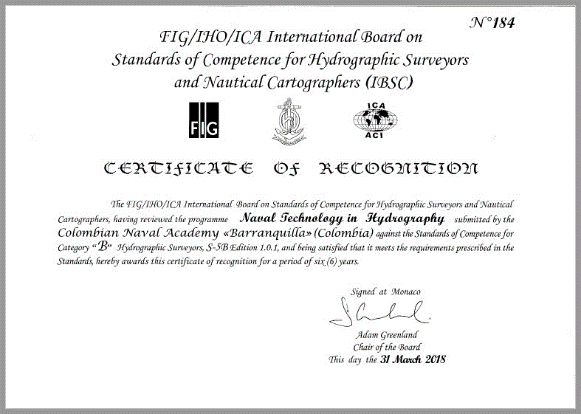 N°184
FIG/IHO/ICA International Board on
Standards of Competence for Hydrographic Surveyors
and Nautical Cartographers (IBSC)
FIG
ICA
ACI
CERTIFICATE OF RECOGNITION
The FIG/IHO/ICA International Board on Standards of Competence for Hydrographic Surveyors and Nautical
Cartographers, having reviewed the programme Naval Technology in Hydrography submitted by the
Colombian Naval Academy «Barranquilla» (Colombia) against the Standards of Competence for
Category "B" Hydrographic Surveyors, S-5B Edition 1.0.1, and being satisfied that it meets the requirements prescribed in the
Standards, hereby awards this certificate of recognition for a period of six (6) years.
Signed at Monaco
Adam Greenland
Chair of the Board
This day the 31 March 2018